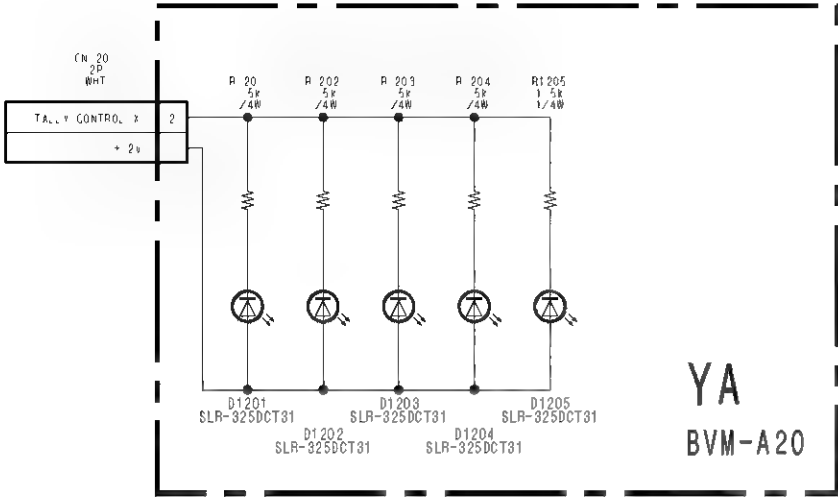 CN 20
2P
WHT
TALLY CONTROL X 2
+ 2v
R 20
5k
/4W
R 202
5k
/4W
R 203
5k
/4W
R 204
5k
/4W
R1205
1 5k
1/4W
D1201
SLR-325DCT31
D1202
SLR-325DCT31
D1203
SLR-325DCT31
D1204
SLR-325DCT31
D1205
SLR-325DCT31
YA
BVM-A20